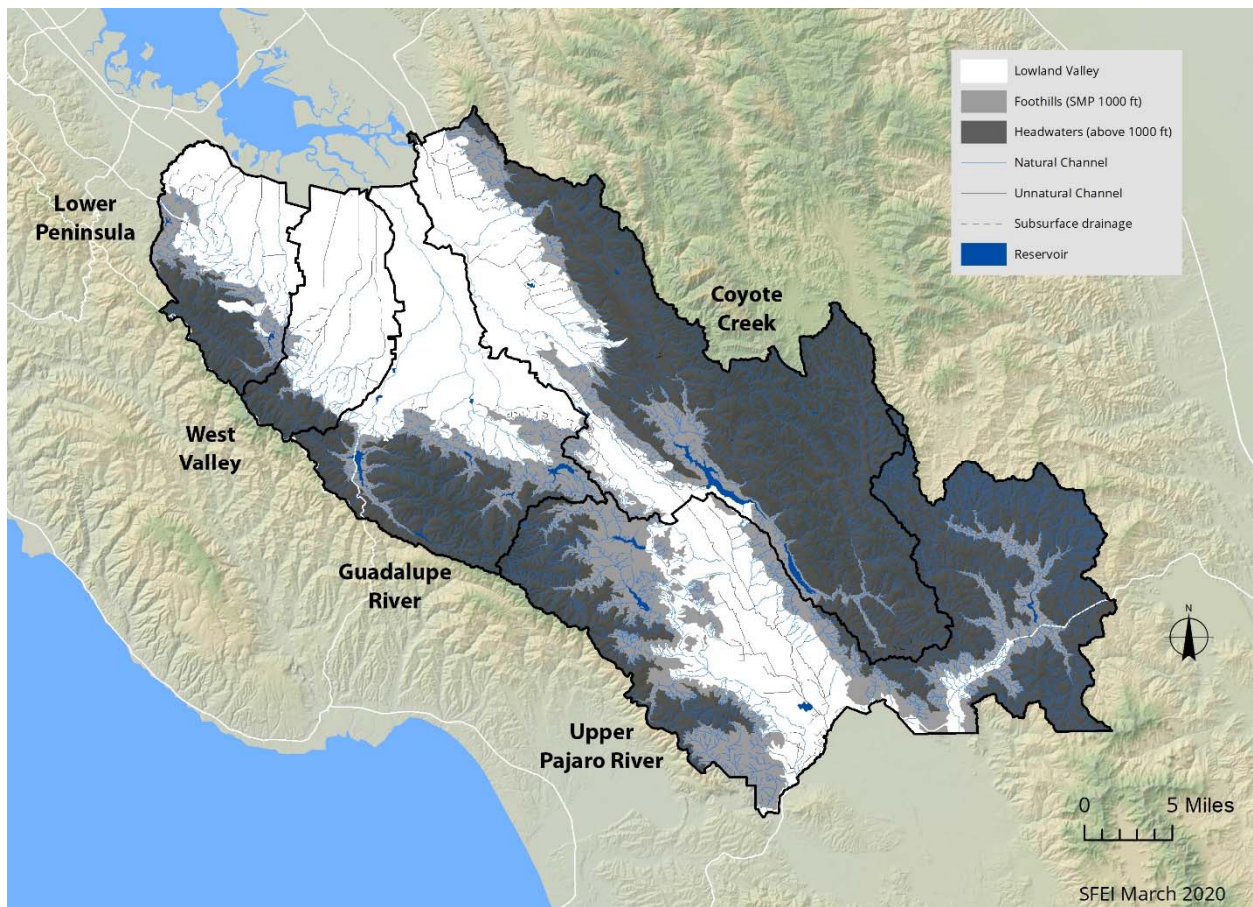 Lowland Valley
Foothills (SMP 1000 ft)
Headwaters (above 1000 ft)
Natural Channel
Unnatural Channel
Subsurface drainage
Reservoir
Lower
Peninsula
Coyote
Creek
West
Valley
Guadalupe
River
Upper
Pajaro River
N
0 5 Miles
SFEI March 2020